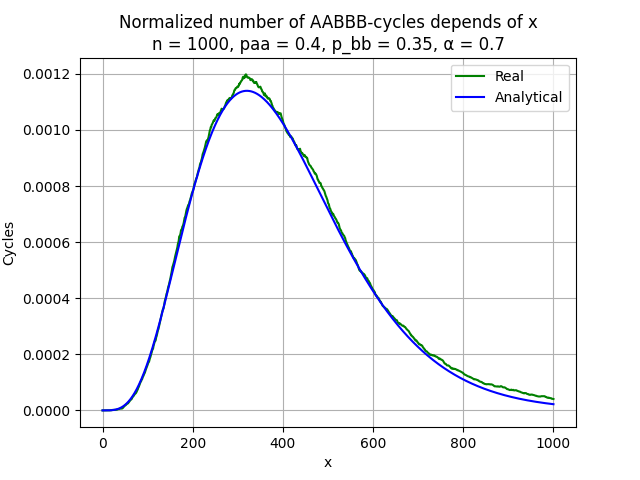 Normalized number of AABBB-cycles depends of x
n = 1000, paa = 0.4, p_bb = 0.35, α = 0.7
Real
Analytical
0.0012
0.0010
0.0008
0.0006
0.0004
0.0002
0.0000
Cycles
0 200 400 600 800 1000
x